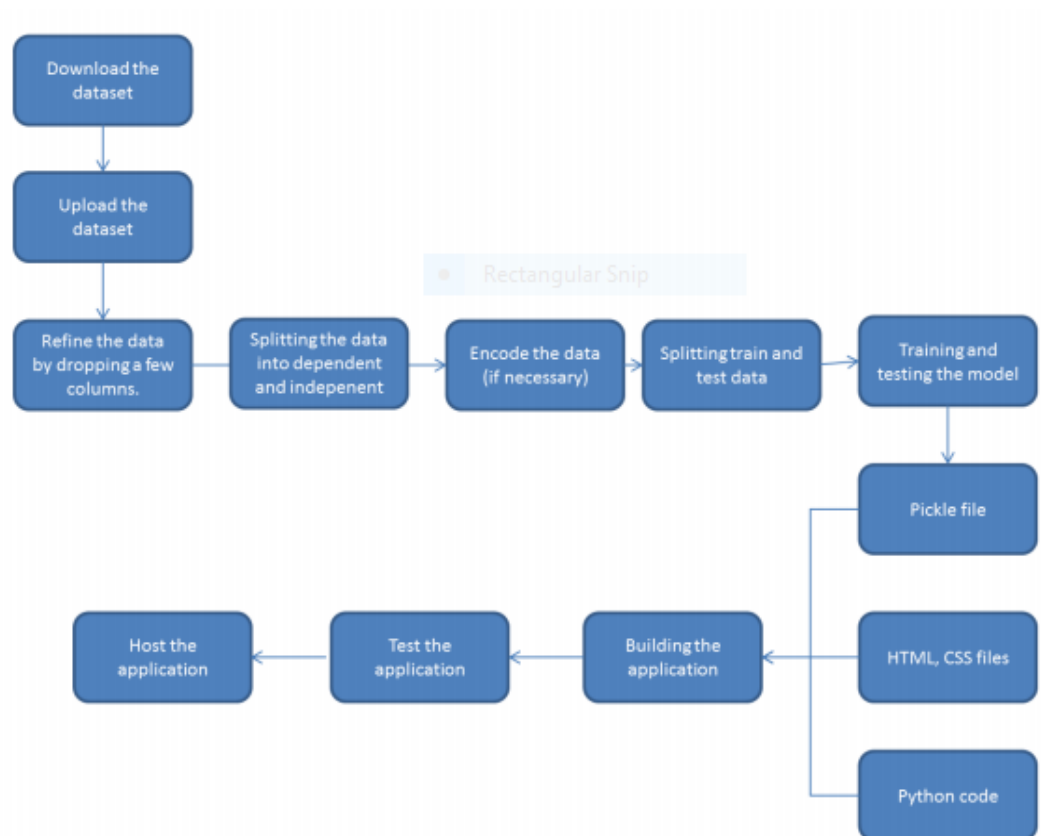 Download the
dataset
Upload the
dataset
Rectangular Snip
Refine the data
by dropping a few
columns.
Splitting the data
into dependent
and indepenent
Encode the data
(if necessary)
Splitting train and
test data
Training and
testing the model
Pickle file
Host the
application
Test the
application
Building the
application
HTML, CSS files
Python code